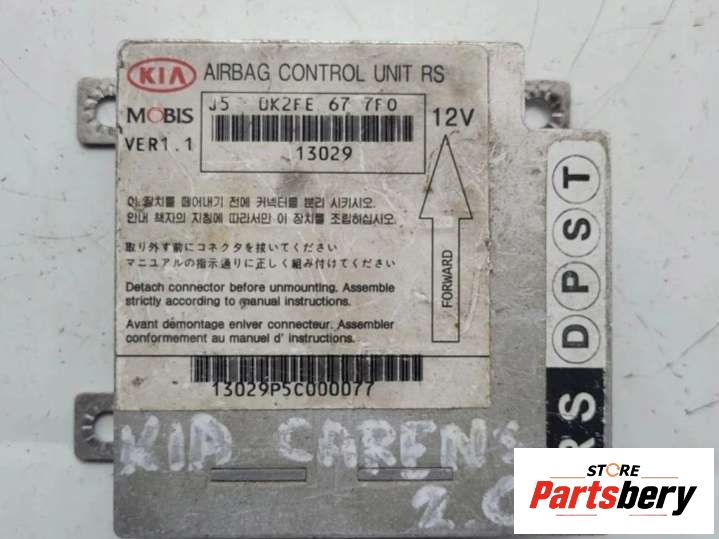 KIA AIRBAG CONTROL UNIT RS
MOBIS
VER1.1
J5 0K2FE 67 7F0
13029
12V
FORWARD
이 장치를 떼어내기 전에 커넥터를 분리 시키시오.
안내 책자의 지침에 따라서만 이 장치를 조립하십시오.
取り外す前にコネクタを抜いてください
マニュアルの指示通りに正しく組み付けてください
Detach connector before unmounting. Assemble
strictly according to manual instructions.
Avant démontage enlver connecteur. Assembler
conformement au manuel d' instructions.
13029P5C000077
RS D P S T
KIA CARENS
2.0
STORE
Partsbery